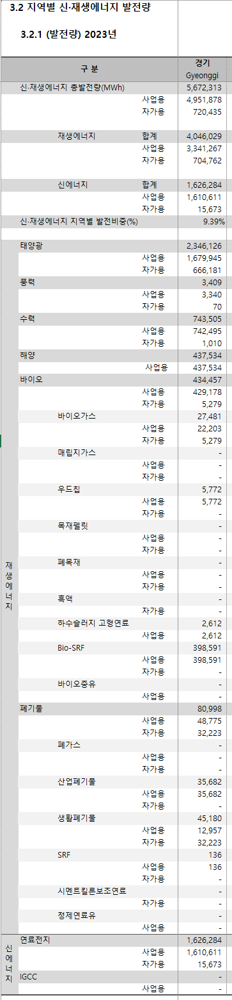 3.2 지역별 신·재생에너지 발전량
3.2.1 (발전량) 2023년
구 분 경기
Gyeonggi
신·재생에너지 총발전량(MWh) 5,672,313
사업용 4,951,878
자가용 720,435
재생에너지 합계 4,046,029
사업용 3,341,267
자가용 704,762
신에너지 합계 1,626,284
사업용 1,610,611
자가용 15,673
신·재생에너지 지역별 발전비중(%) 9.39%
재생에너지
태양광 2,346,126
사업용 1,679,945
자가용 666,181
풍력 3,409
사업용 3,340
자가용 70
수력 743,505
사업용 742,495
자가용 1,010
해양 437,534
사업용 437,534
바이오 434,457
사업용 429,178
자가용 5,279
바이오가스 27,481
사업용 22,203
자가용 5,279
매립지가스 -
사업용 -
자가용 -
우드칩 5,772
사업용 5,772
자가용 -
목재펠릿 -
사업용 -
자가용 -
폐목재 -
사업용 -
자가용 -
흑액 -
자가용 -
하수슬러지 고형연료 2,612
사업용 2,612
Bio-SRF 398,591
사업용 398,591
자가용 -
바이오중유 -
사업용 -
폐기물 80,998
사업용 48,775
자가용 32,223
폐가스 -
사업용 -
자가용 -
산업폐기물 35,682
사업용 35,682
자가용 -
생활폐기물 45,180
사업용 12,957
자가용 32,223
SRF 136
사업용 136
자가용 -
시멘트킬른보조연료 -
자가용 -
정제연료유 -
사업용 -
신에너지
연료전지 1,626,284
사업용 1,610,611
자가용 15,673
IGCC -
사업용 -